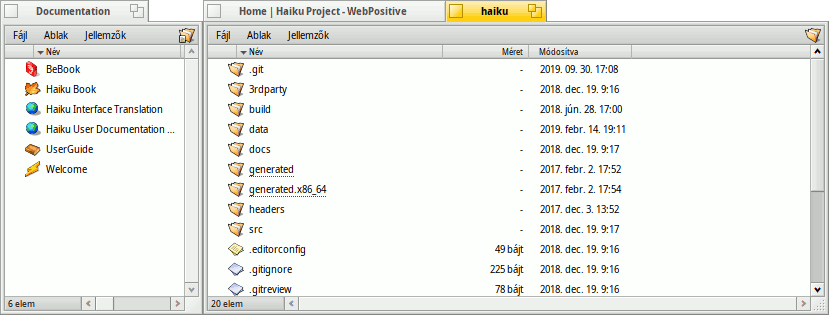 Documentation
Fájl Ablak Jellemzők
Név
BeBook
Haiku Book
Haiku Interface Translation
Haiku User Documentation ...
UserGuide
Welcome
6 elem
Home | Haiku Project - WebPositive
haiku
Fájl Ablak Jellemzők
Név Méret Módosítva
.git - 2019. 09. 30. 17:08
3rdparty - 2018. dec. 19. 9:16
build - 2018. jún. 28. 17:00
data - 2019. febr. 14. 19:11
docs - 2018. dec. 19. 9:17
generated - 2017. febr. 2. 17:52
generated.x86_64 - 2017. febr. 2. 17:54
headers - 2017. dec. 3. 13:52
src - 2018. dec. 19. 9:17
.editorconfig 49 bájt 2018. dec. 19. 9:16
.gitignore 225 bájt 2018. dec. 19. 9:16
.gitreview 78 bájt 2018. dec. 19. 9:16
20 elem